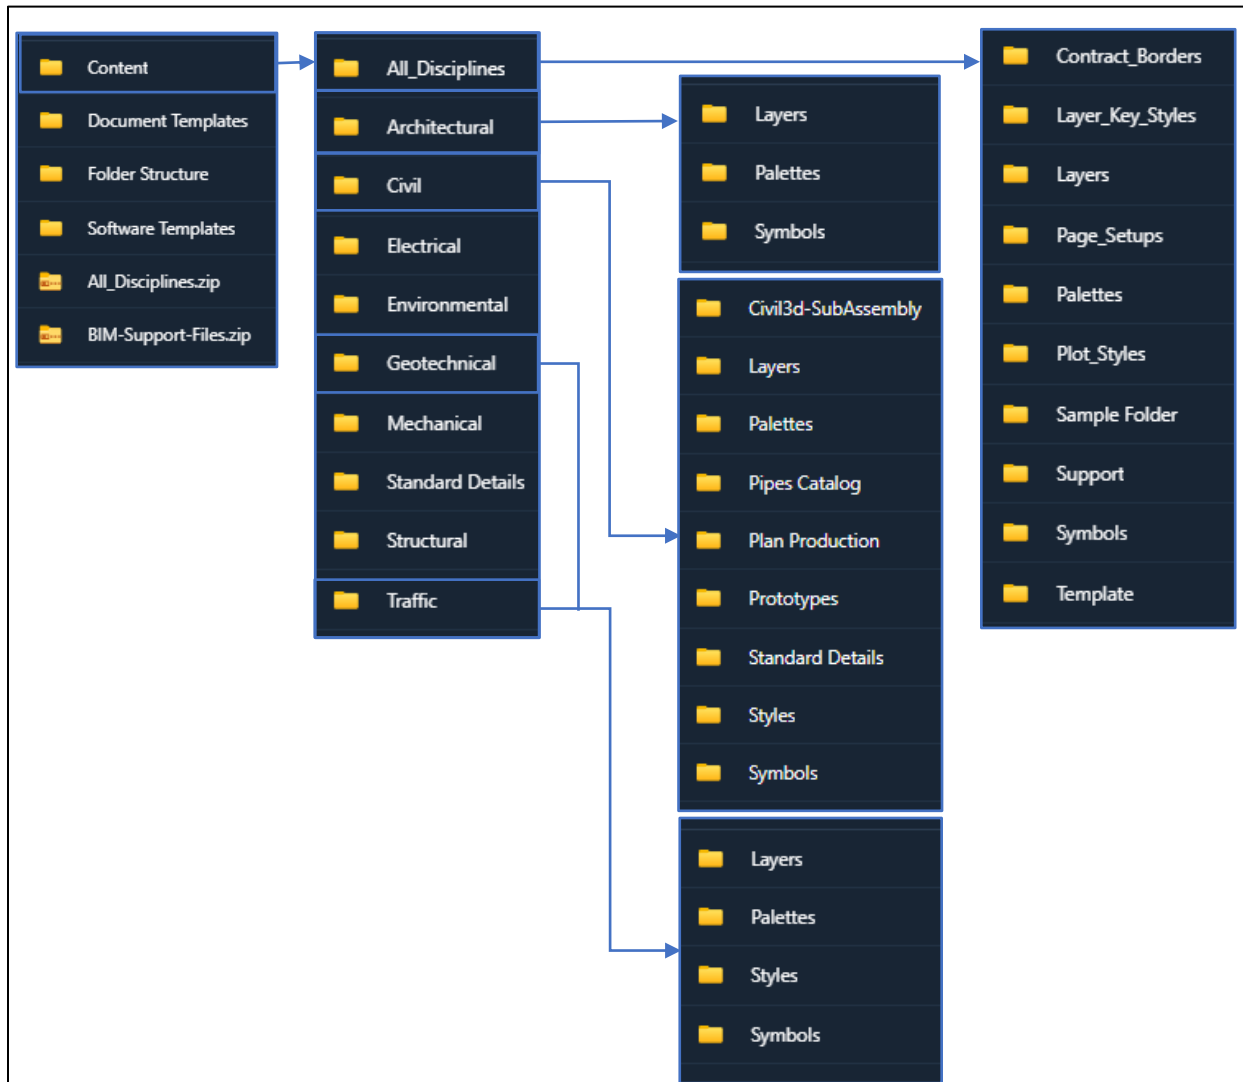 Content
Document Templates
Folder Structure
Software Templates
All_Disciplines.zip
BIM-Support-Files.zip
All_Disciplines
Architectural
Civil
Electrical
Environmental
Geotechnical
Mechanical
Standard Details
Structural
Traffic
Layers
Palettes
Symbols
Civil3d-SubAssembly
Layers
Palettes
Pipes Catalog
Plan Production
Prototypes
Standard Details
Styles
Symbols
Layers
Palettes
Styles
Symbols
Contract_Borders
Layer_Key_Styles
Layers
Page_Setups
Palettes
Plot_Styles
Sample Folder
Support
Symbols
Template